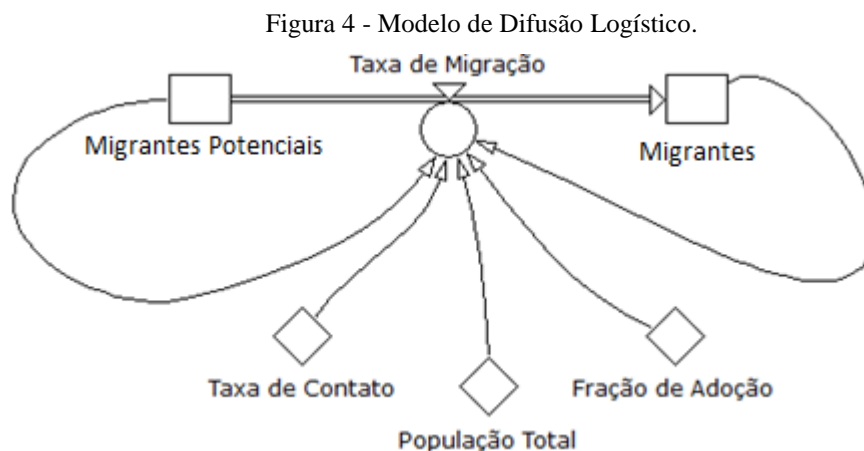 Figura 4 - Modelo de Difusão Logístico.
Taxa de Migração
Migrantes Potenciais
Migrantes
Taxa de Contato
Fração de Adoção
População Total